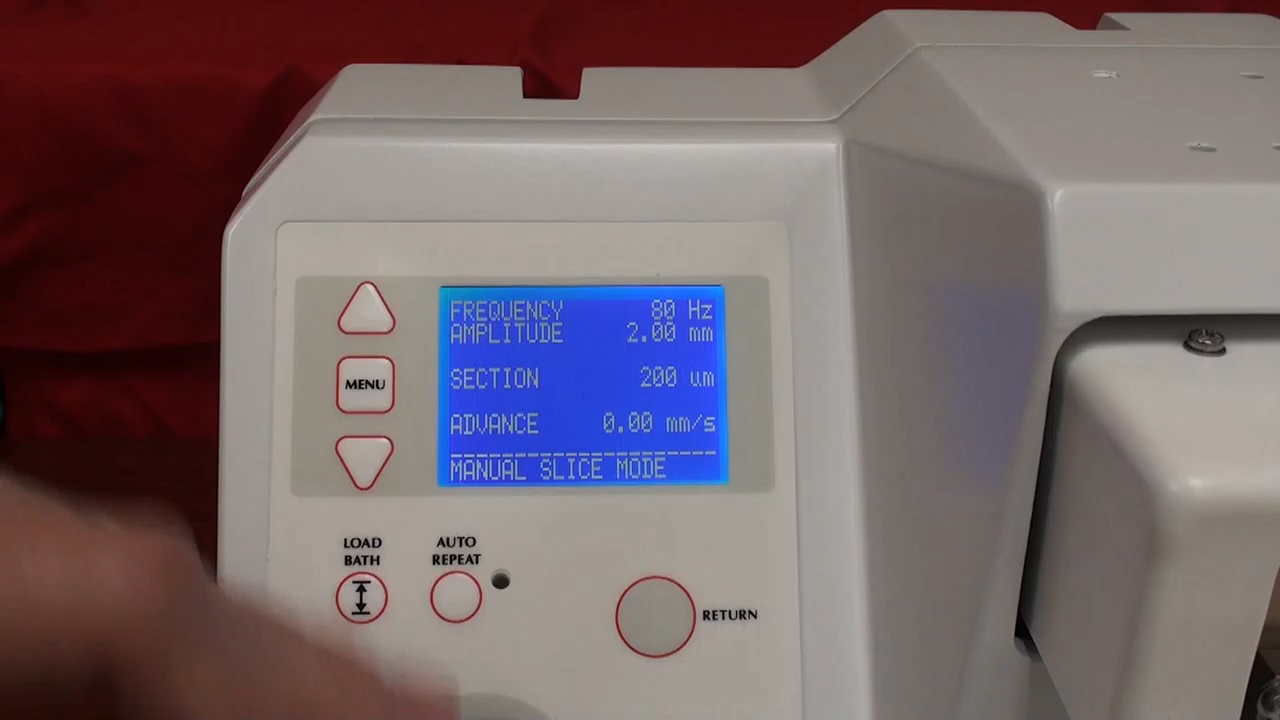 FREQUENCY 80 Hz
AMPLITUDE 2.00 mm
SECTION 200 um
ADVANCE 0.00 mm/s
MANUAL SLICE MODE
MENU
LOAD BATH
AUTO REPEAT
RETURN